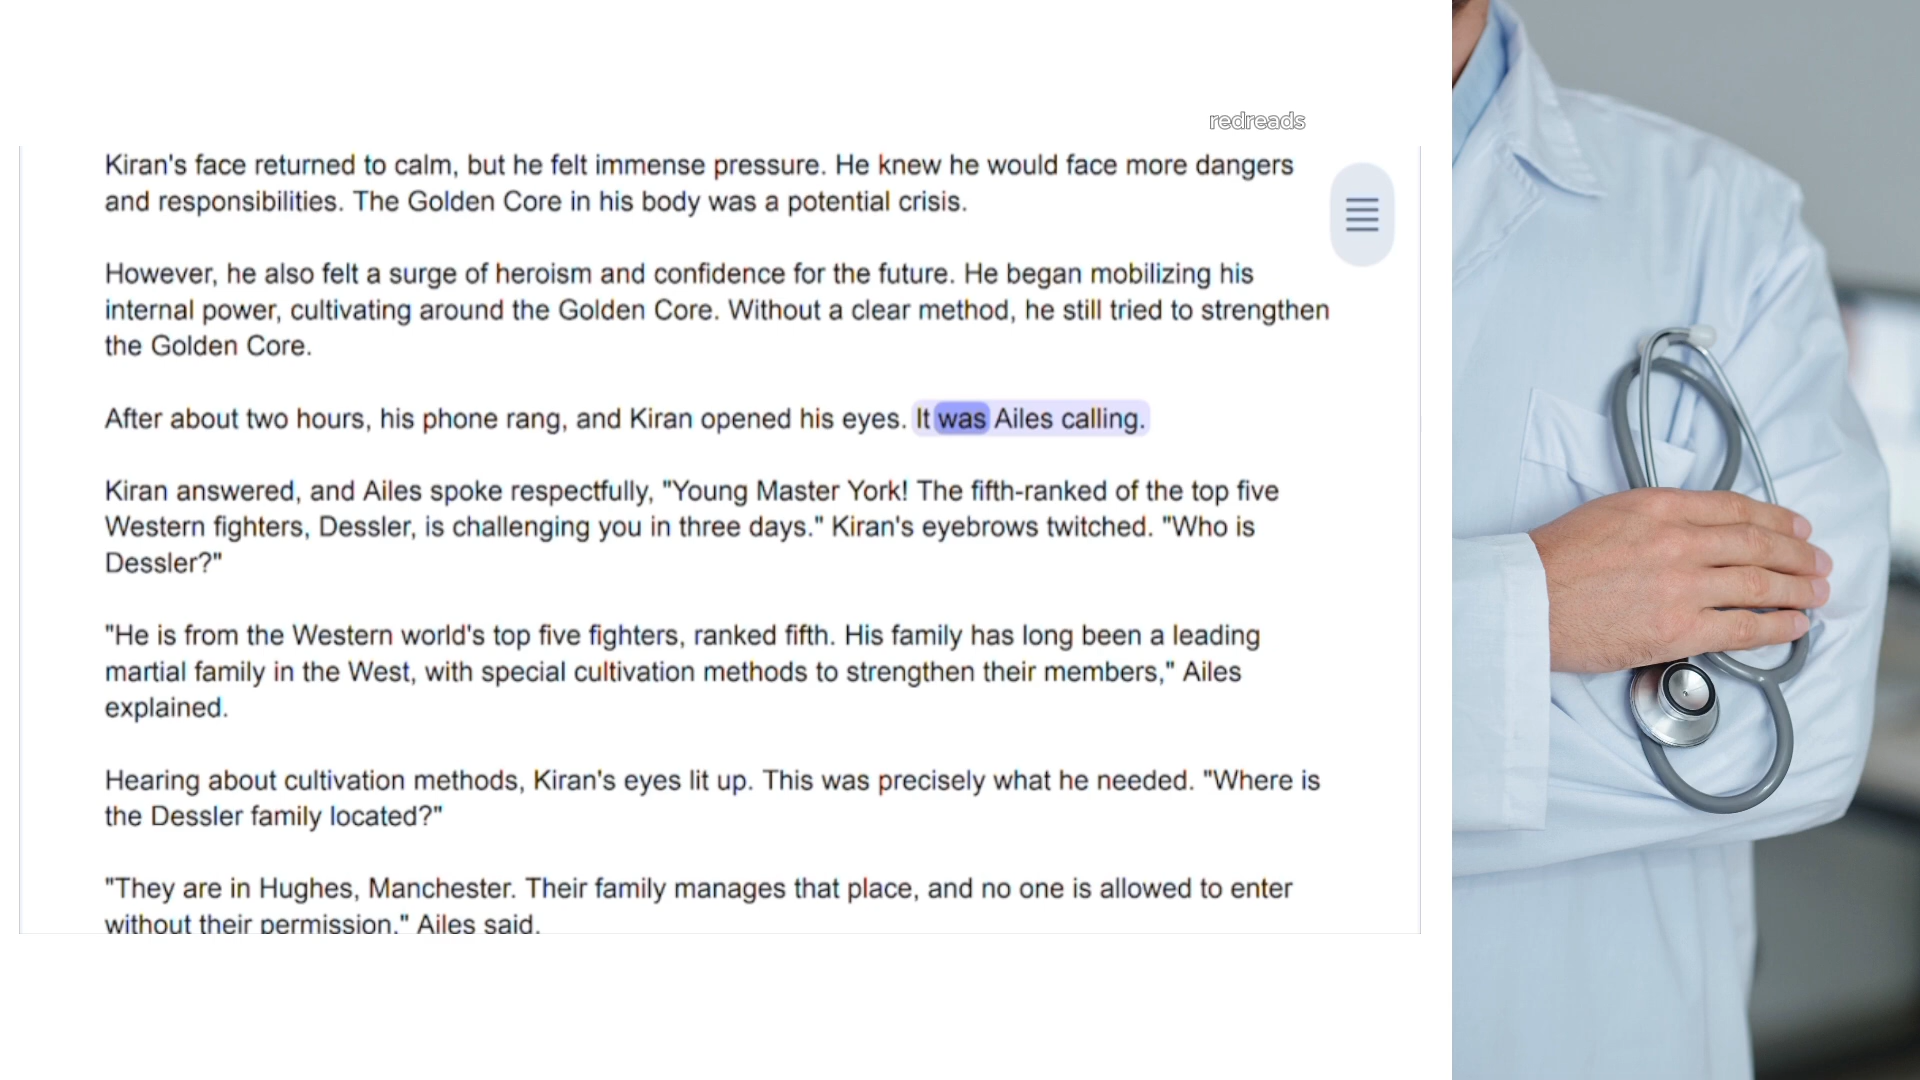 redreads
Kiran's face returned to calm, but he felt immense pressure. He knew he would face more dangers
and responsibilities. The Golden Core in his body was a potential crisis.
However, he also felt a surge of heroism and confidence for the future. He began mobilizing his
internal power, cultivating around the Golden Core. Without a clear method, he still tried to strengthen
the Golden Core.
After about two hours, his phone rang, and Kiran opened his eyes. It was Ailes calling.
Kiran answered, and Ailes spoke respectfully, "Young Master York! The fifth-ranked of the top five
Western fighters, Dessler, is challenging you in three days." Kiran's eyebrows twitched. "Who is
Dessler?"
"He is from the Western world's top five fighters, ranked fifth. His family has long been a leading
martial family in the West, with special cultivation methods to strengthen their members," Ailes
explained.
Hearing about cultivation methods, Kiran's eyes lit up. This was precisely what he needed. "Where is
the Dessler family located?"
"They are in Hughes, Manchester. Their family manages that place, and no one is allowed to enter
without their permission." Ailes said.